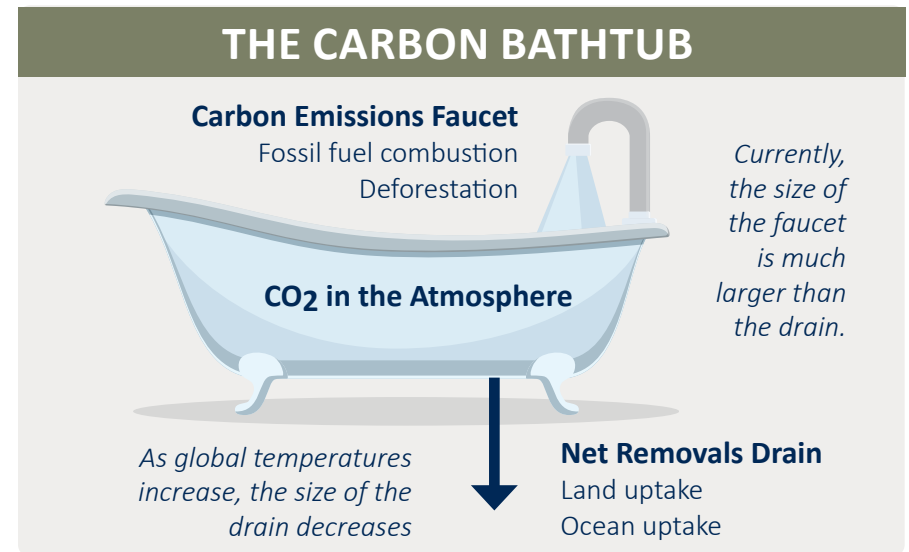 THE CARBON BATHTUB
Carbon Emissions Faucet
Fossil fuel combustion
Deforestation
Currently,
the size of
the faucet
is much
larger than
the drain.
CO2 in the Atmosphere
As global temperatures
increase, the size of the
drain decreases
Net Removals Drain
Land uptake
Ocean uptake